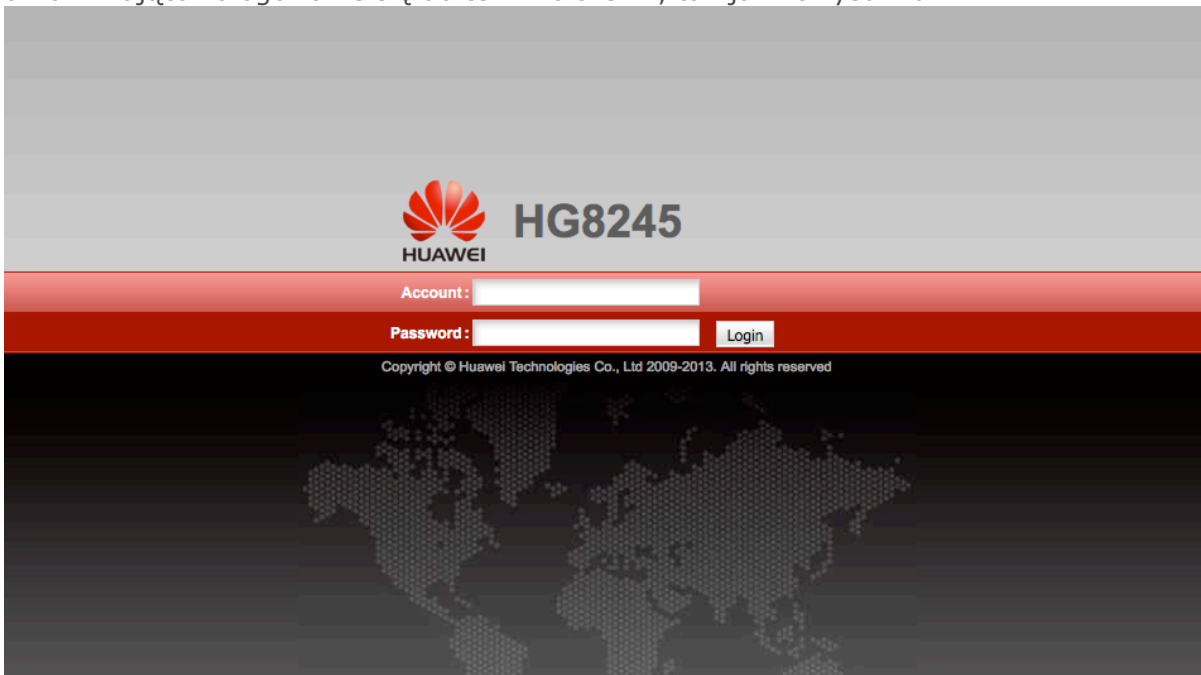 HUAWEI
HG8245
Account :
Password :
Login
Copyright © Huawei Technologies Co., Ltd 2009-2013. All rights reserved